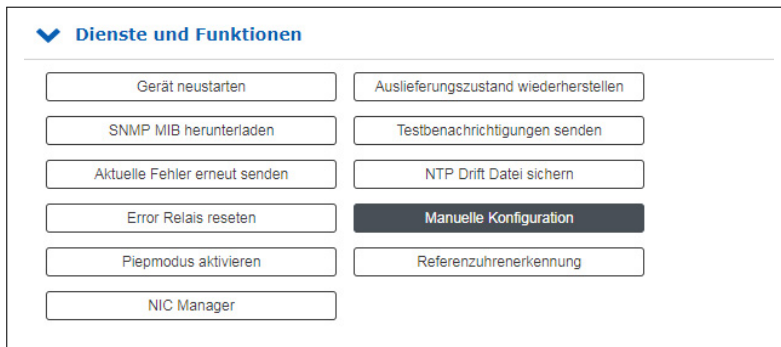 Dienste und Funktionen
Gerät neustarten
Auslieferungszustand wiederherstellen
SNMP MIB herunterladen
Testbenachrichtigungen senden
Aktuelle Fehler erneut senden
NTP Drift Datei sichern
Error Relais reseten
Manuelle Konfiguration
Piepmodus aktivieren
Referenzuhrenerkennung
NIC Manager